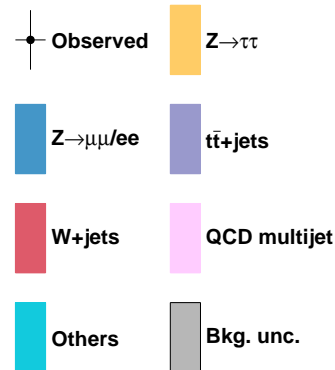 Observed
Z→ττ
Z→μμ/ee
tt̄+jets
W+jets
QCD multijet
Others
Bkg. unc.